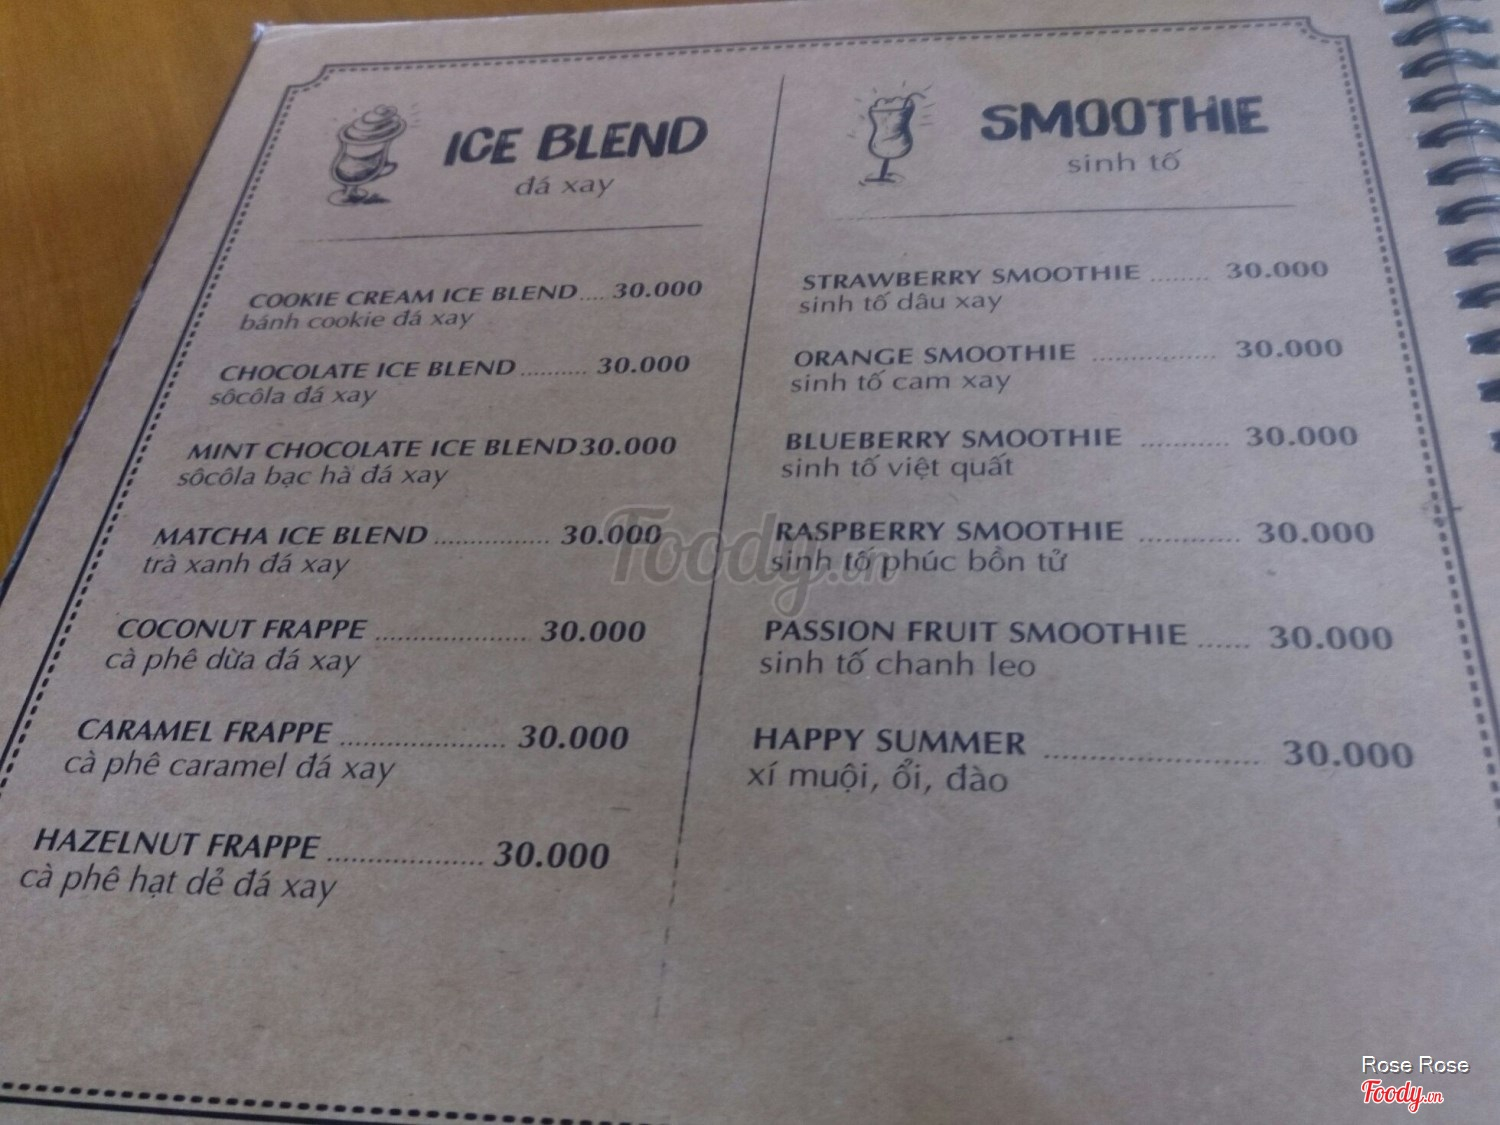 ICE BLEND
đá xay
COOKIE CREAM ICE BLEND.... 30.000
bánh cookie đá xay
CHOCOLATE ICE BLEND.......... 30.000
sôcôla đá xay
MINT CHOCOLATE ICE BLEND30.000
sôcôla bạc hà đá xay
MATCHA ICE BLEND................. 30.000
trà xanh đá xay
COCONUT FRAPPE...................... 30.000
cà phê dừa đá xay
CARAMEL FRAPPE....................... 30.000
cà phê caramel đá xay
HAZELNUT FRAPPE..................... 30.000
cà phê hạt dẻ đá xay
SMOOTHIE
sinh tố
STRAWBERRY SMOOTHIE ........ 30.000
sinh tố dâu xay
ORANGE SMOOTHIE ................ 30.000
sinh tố cam xay
BLUEBERRY SMOOTHIE ........... 30.000
sinh tố việt quất
RASPBERRY SMOOTHIE ............ 30.000
sinh tố phúc bồn tử
PASSION FRUIT SMOOTHIE ...... 30.000
sinh tố chanh leo
HAPPY SUMMER ........................ 30.000
xí muội, ổi, đào
Foody.vn
Rose Rose
Foody.vn